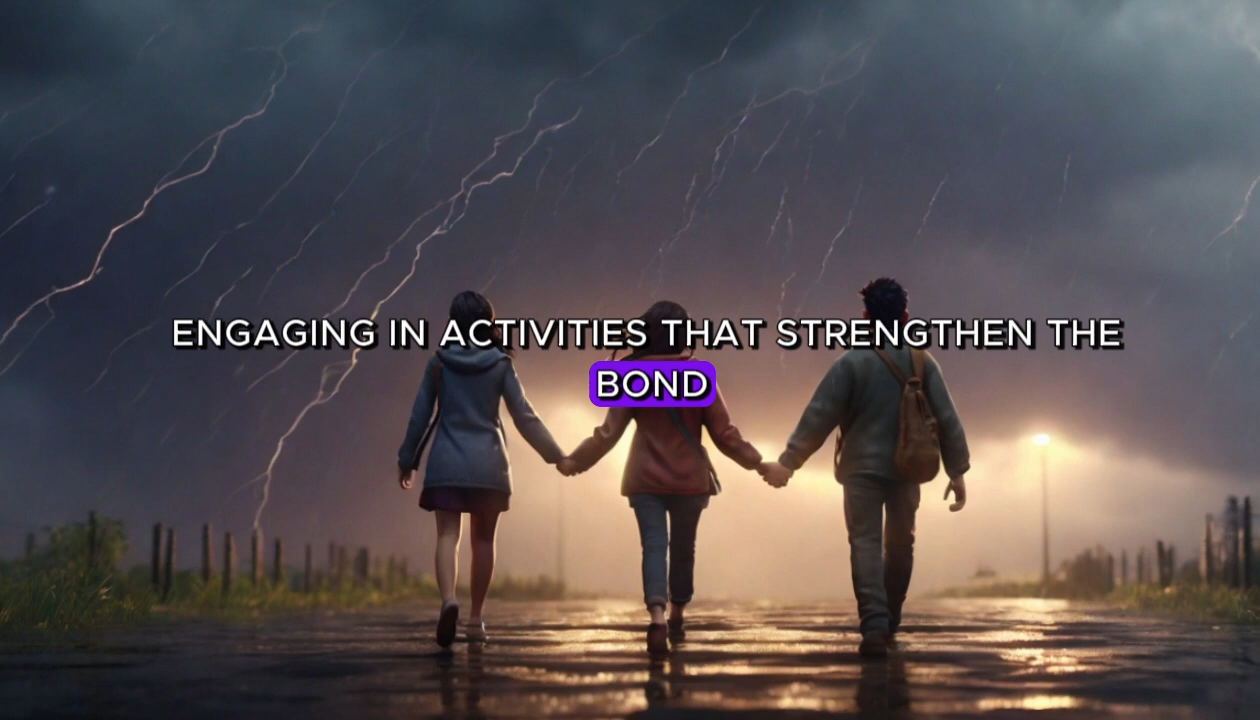 ENGAGING IN ACTIVITIES THAT STRENGTHEN THE
BOND